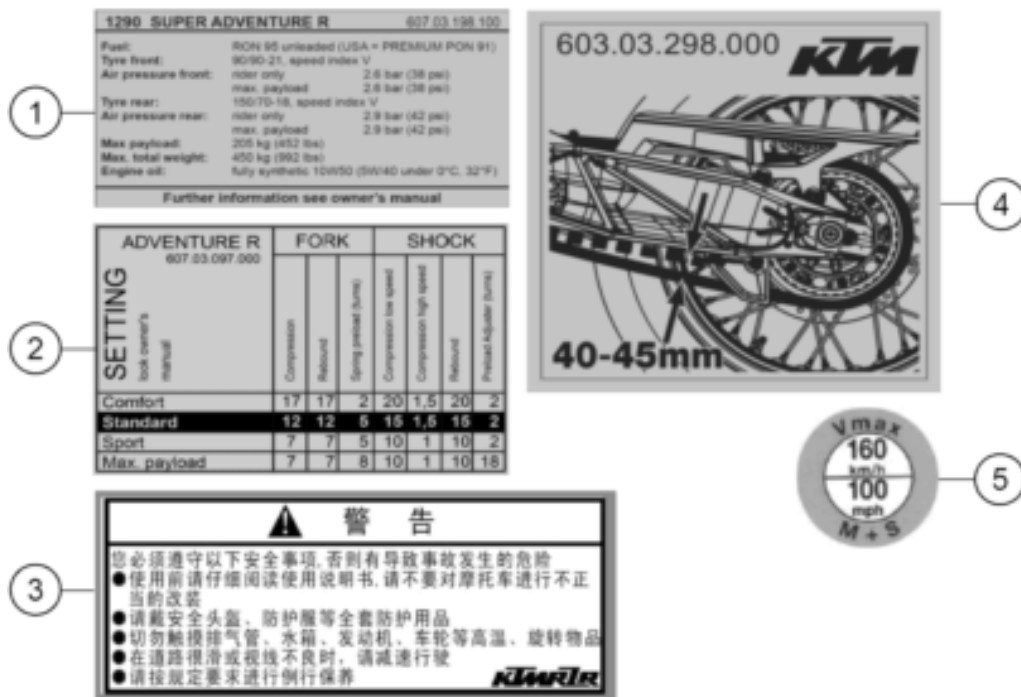 1290 SUPER ADVENTURE R 607.03.198.100
Fuel: RON 95 unleaded (USA = PREMIUM PON 91)
Tyre front: 90/90-21, speed index V
Air pressure front: rider only 2.6 bar (38 psi)
max. payload 2.6 bar (38 psi)
Tyre rear: 150/70-18, speed index V
Air pressure rear: rider only 2.9 bar (42 psi)
max. payload 2.9 bar (42 psi)
Max payload: 205 kg (452 lbs)
Max. total weight: 450 kg (992 lbs)
Engine oil: fully synthetic 10W50 (5W/40 under 0°C, 32°F)
Further information see owner's manual
1
ADVENTURE R FORK SHOCK
607.03.097.000
SETTING
look owner's
manual
Compression
Rebound
Spring preload (turns)
Compression low speed
Compression high speed
Rebound
Preload Adjuster (turns)
Comfort 17 17 2 20 1,5 20 2
Standard 12 12 5 15 1,5 15 2
Sport 7 7 5 10 1 10 2
Max. payload 7 7 8 10 1 10 18
2
警 告
您必须遵守以下安全事项,否则有导致事故发生的危险
●使用前请仔细阅读使用说明书,请不要对摩托车进行不正
当的改装
●请戴安全头盔、防护服等全套防护用品
●切勿触摸排气管、水箱、发动机、车轮等高温、旋转物品
●在道路很滑或视线不良时,请减速行驶
●请按规定要求进行例行保养
KTMR2R
3
603.03.298.000 KTM
40-45mm
4
Vmax
160
km/h
100
mph
M + S
5